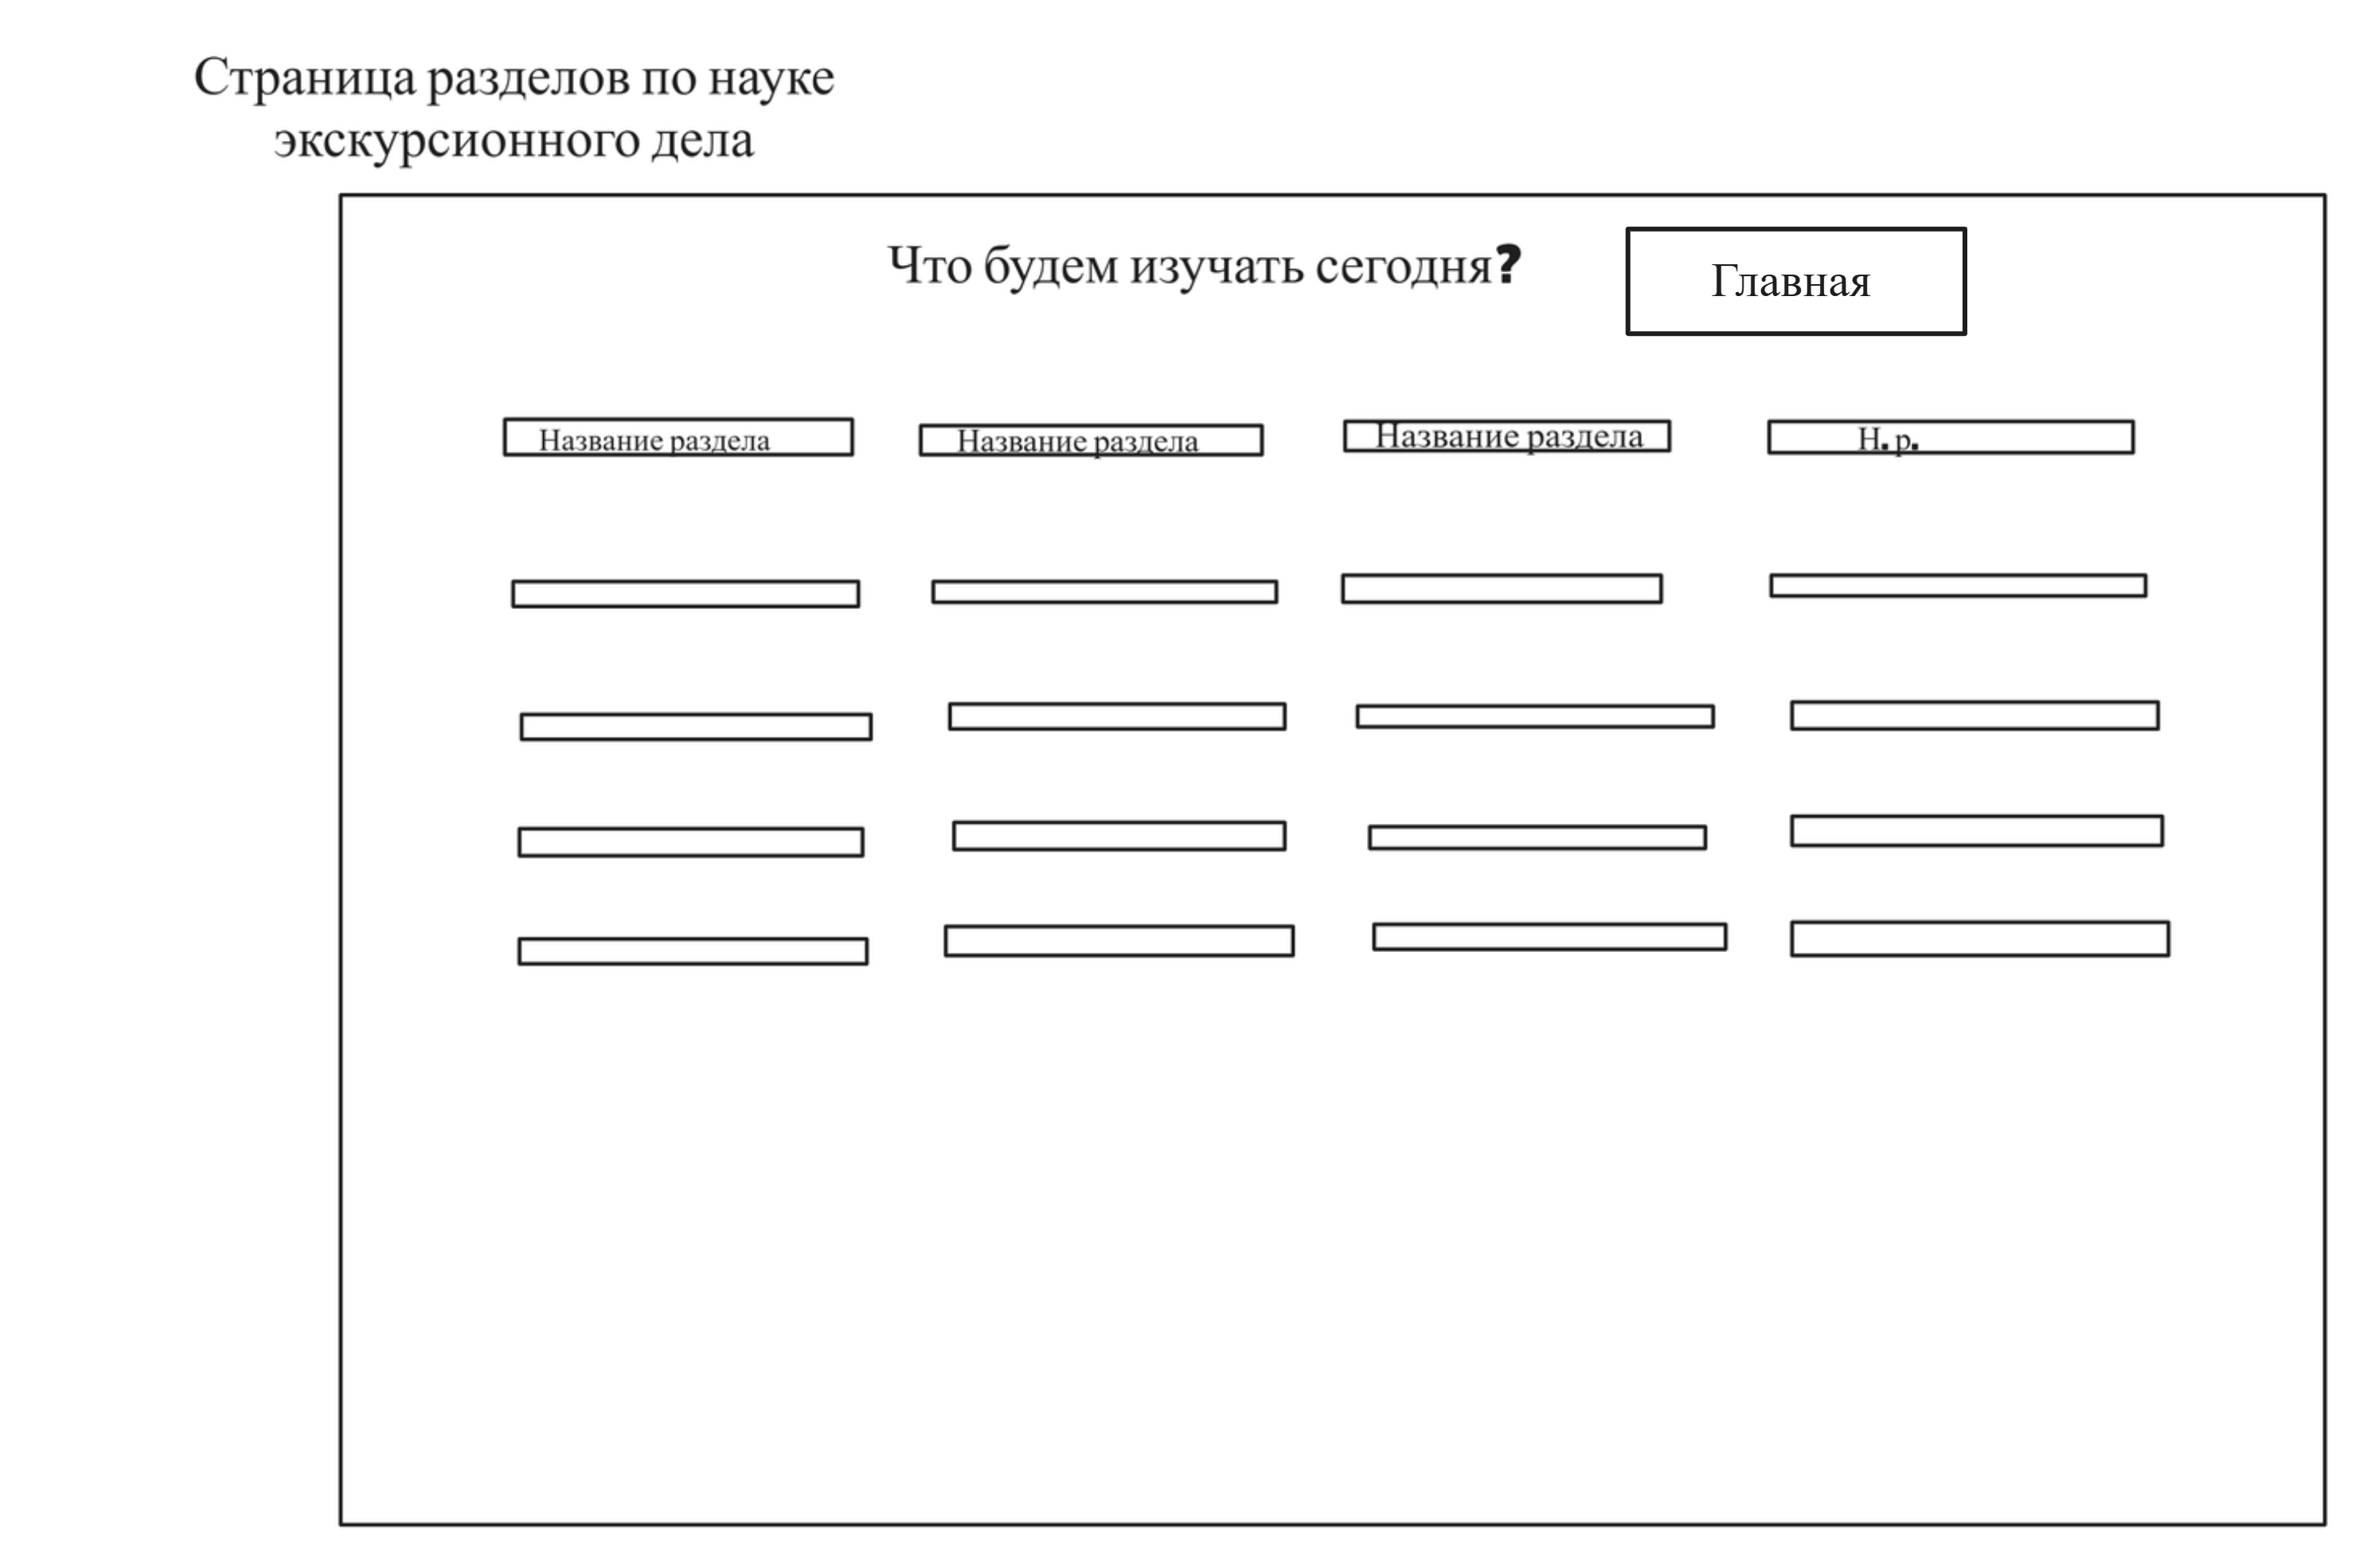 Страница разделов по науке
экскурсионного дела
Что будем изучать сегодня?
Главная
Название раздела
Название раздела
Название раздела
Н. р.